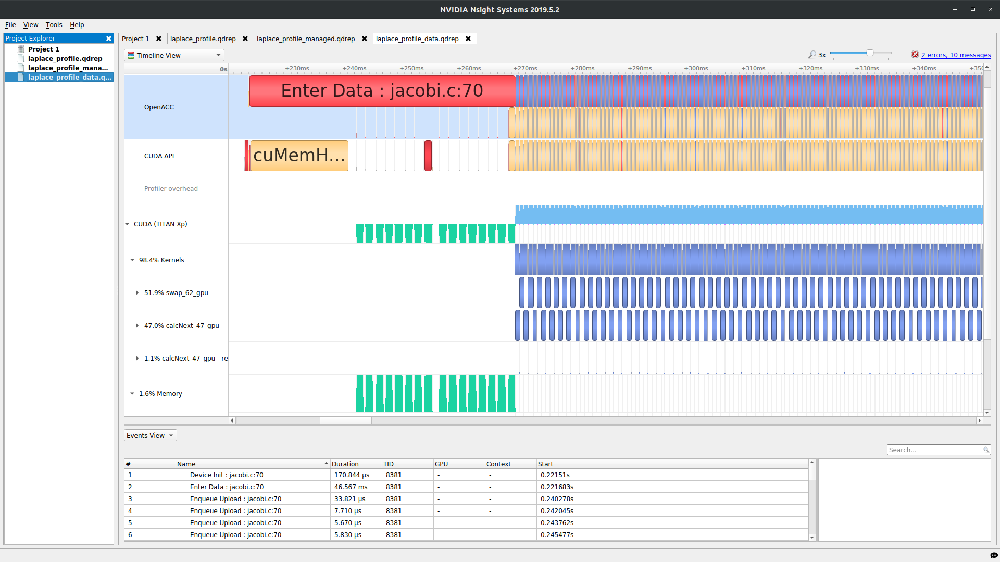 NVIDIA Nsight Systems 2019.5.2
File View Tools Help
Project Explorer
Project 1
laplace_profile.qdrep
laplace_profile_mana...
laplace_profile_data.q...
Project 1 laplace_profile.qdrep laplace_profile_managed.qdrep laplace_profile_data.qdrep
Timeline View
3x
2 errors, 10 messages
0s +230ms +240ms +250ms +260ms +270ms +280ms +290ms +300ms +310ms +320ms +330ms +340ms +350
OpenACC
Enter Data : jacobi.c:70
CUDA API
cuMemH...
Profiler overhead
CUDA (TITAN Xp)
98.4% Kernels
51.9% swap_62_gpu
47.0% calcNext_47_gpu
1.1% calcNext_47_gpu__re
1.6% Memory
Events View
Search...
# Name Duration TID GPU Context Start
1 Device Init : jacobi.c:70 170.844 μs 8381 - - 0.22151s
2 Enter Data : jacobi.c:70 46.567 ms 8381 - - 0.221683s
3 Enqueue Upload : jacobi.c:70 33.821 μs 8381 - - 0.240278s
4 Enqueue Upload : jacobi.c:70 7.710 μs 8381 - - 0.242045s
5 Enqueue Upload : jacobi.c:70 5.670 μs 8381 - - 0.243762s
6 Enqueue Upload : jacobi.c:70 5.830 μs 8381 - - 0.245477s